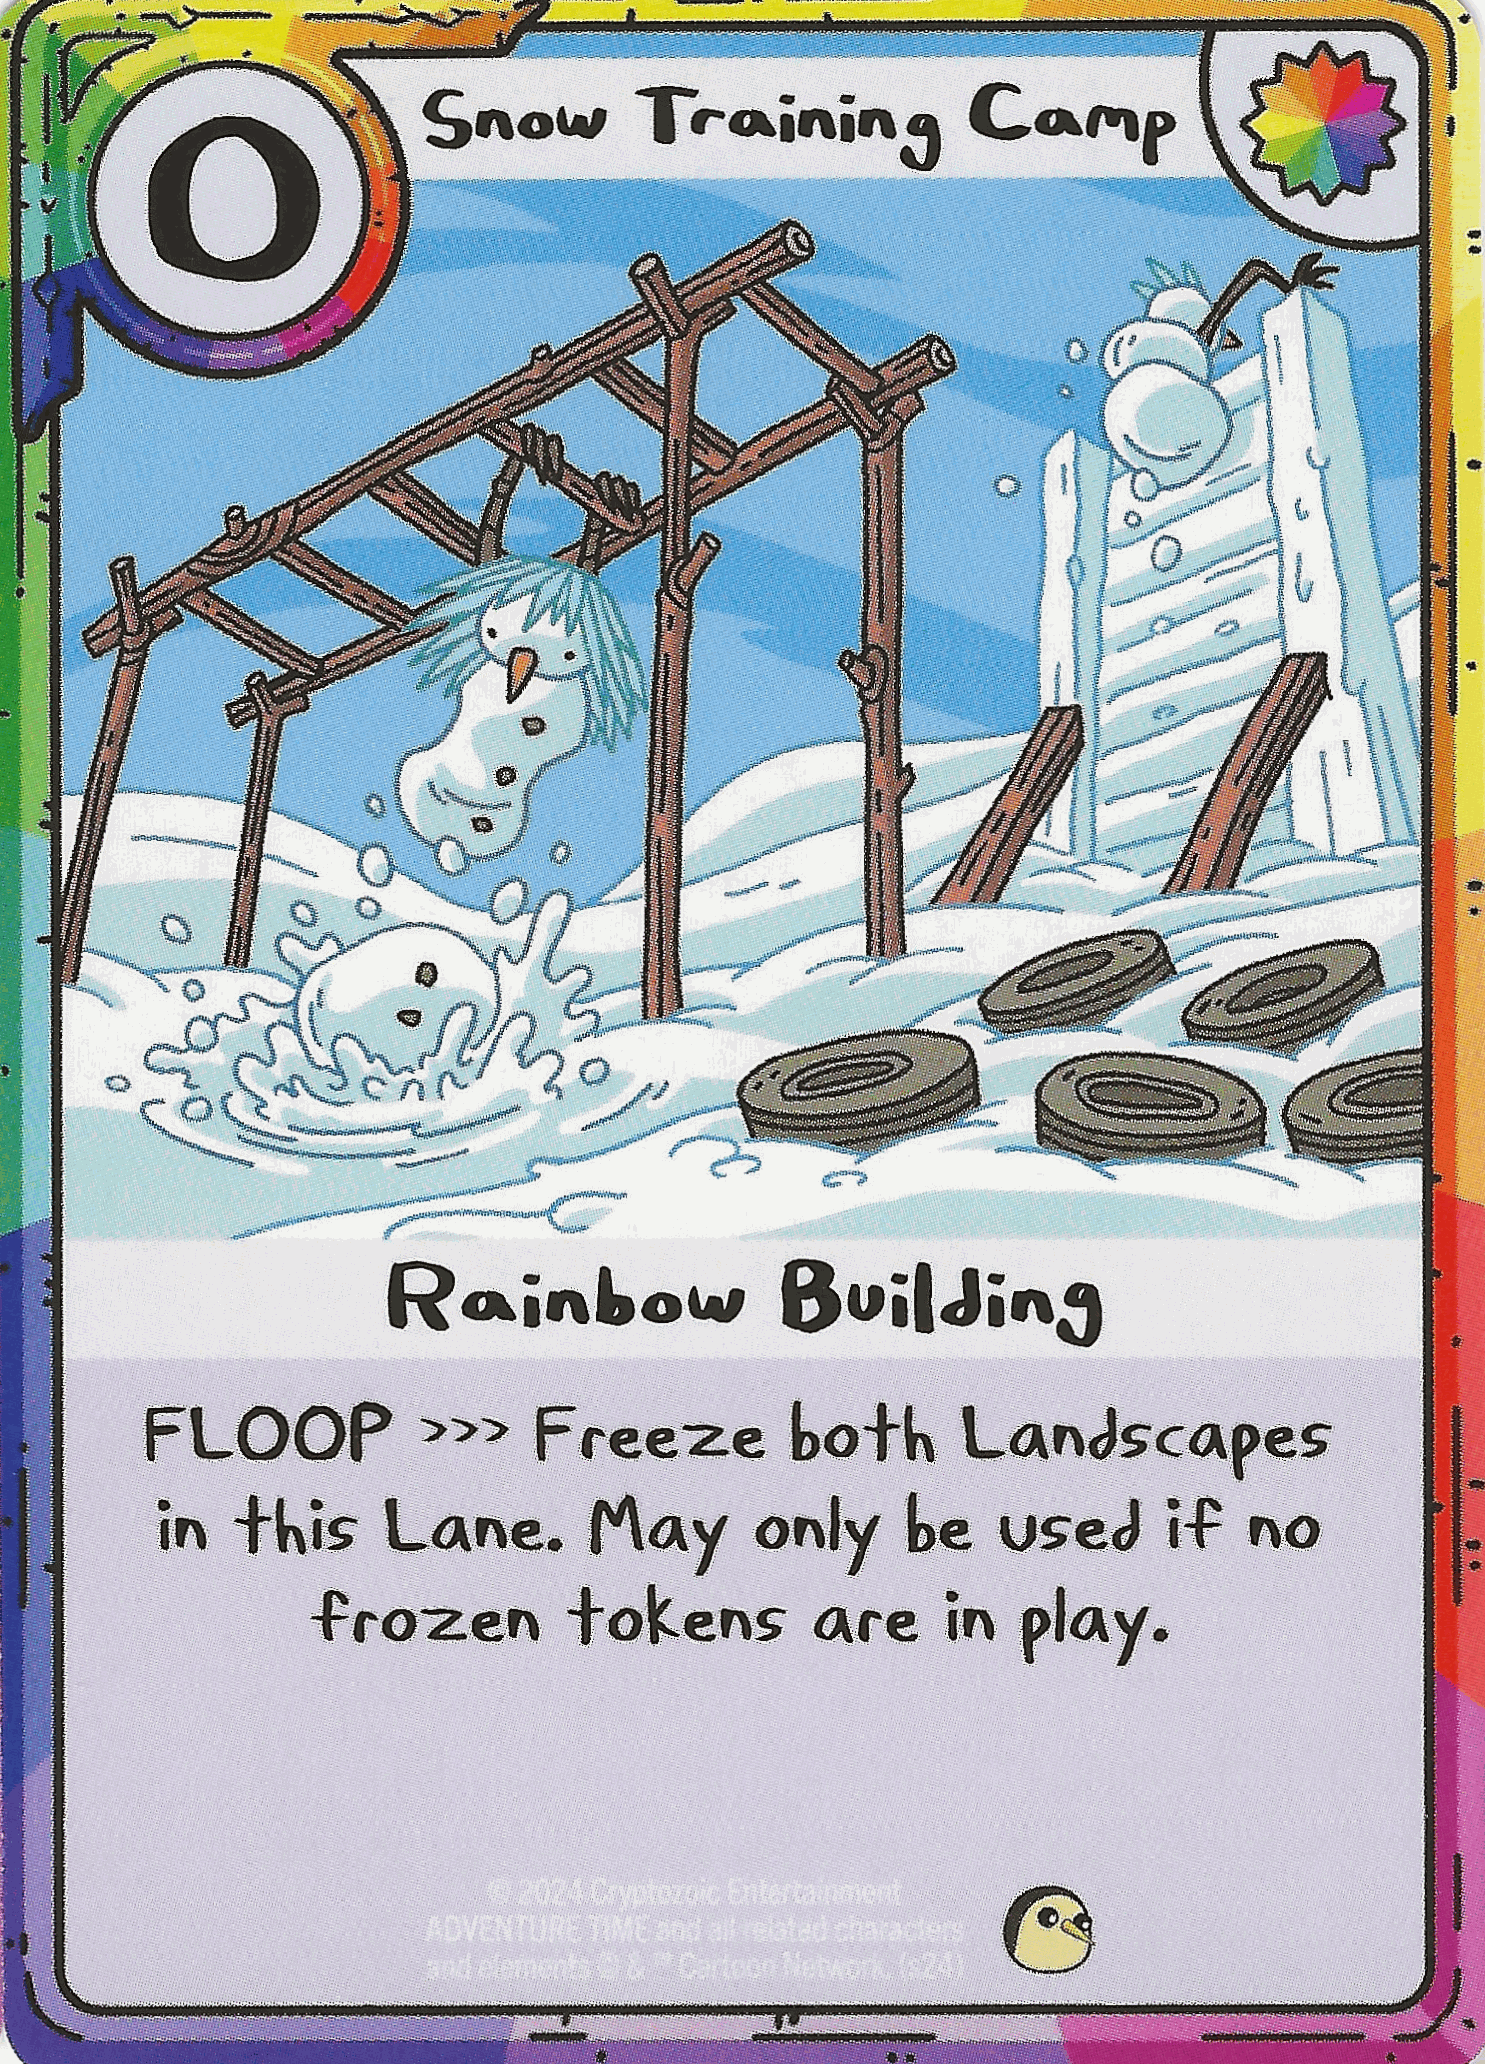 0
Snow Training Camp
Rainbow Building
FLOOP >>> Freeze both Landscapes
in this Lane. May only be used if no
frozen tokens are in play.
© 2024 Cryptozoic Entertainment
ADVENTURE TIME and all related characters
and elements © & ™ Cartoon Network. (s24)